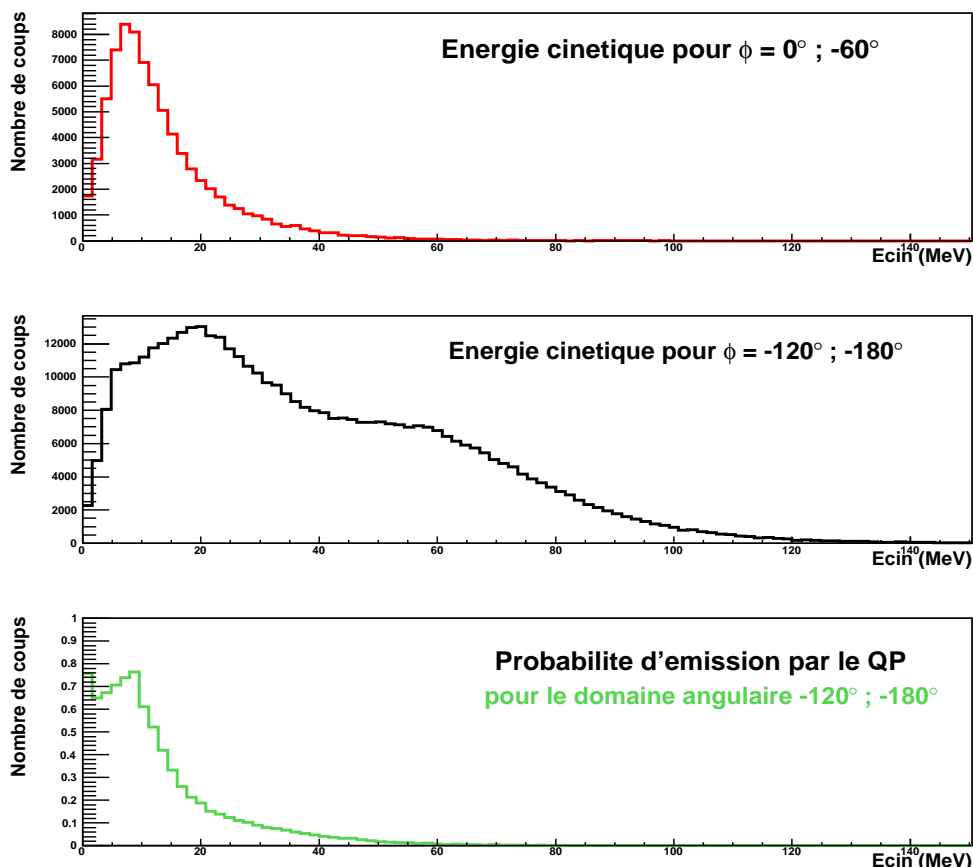 Nombre de coups
Energie cinetique pour ϕ = 0° ; -60°
8000
7000
6000
5000
4000
3000
2000
1000
0
0 20 40 60 80 100 120 140
Ecin (MeV)
Nombre de coups
Energie cinetique pour ϕ = -120° ; -180°
12000
10000
8000
6000
4000
2000
0
0 20 40 60 80 100 120 140
Ecin (MeV)
Nombre de coups
Probabilite d'emission par le QP
pour le domaine angulaire -120° ; -180°
1
0.9
0.8
0.7
0.6
0.5
0.4
0.3
0.2
0.1
0
0 20 40 60 80 100 120 140
Ecin (MeV)